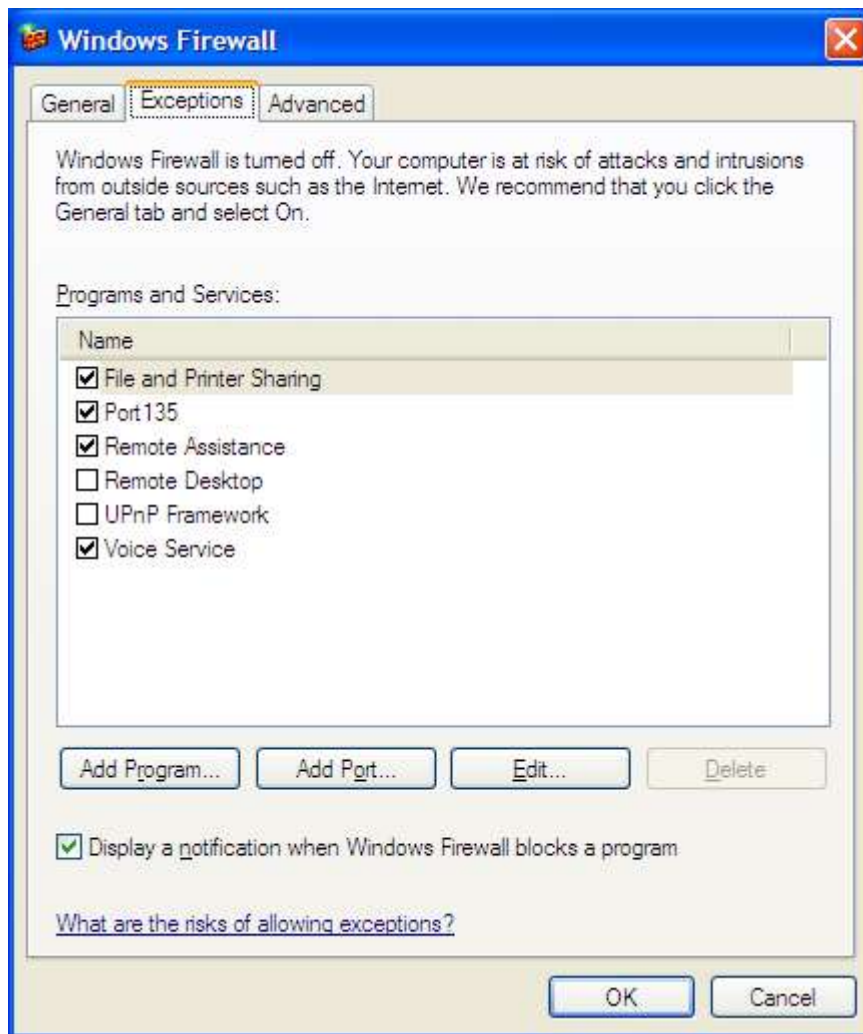 Windows Firewall
General Exceptions Advanced
Windows Firewall is turned off. Your computer is at risk of attacks and intrusions
from outside sources such as the Internet. We recommend that you click the
General tab and select On.
Programs and Services:
Name
File and Printer Sharing
Port135
Remote Assistance
Remote Desktop
UPnP Framework
Voice Service
Add Program... Add Port... Edit... Delete
Display a notification when Windows Firewall blocks a program
What are the risks of allowing exceptions?
OK Cancel